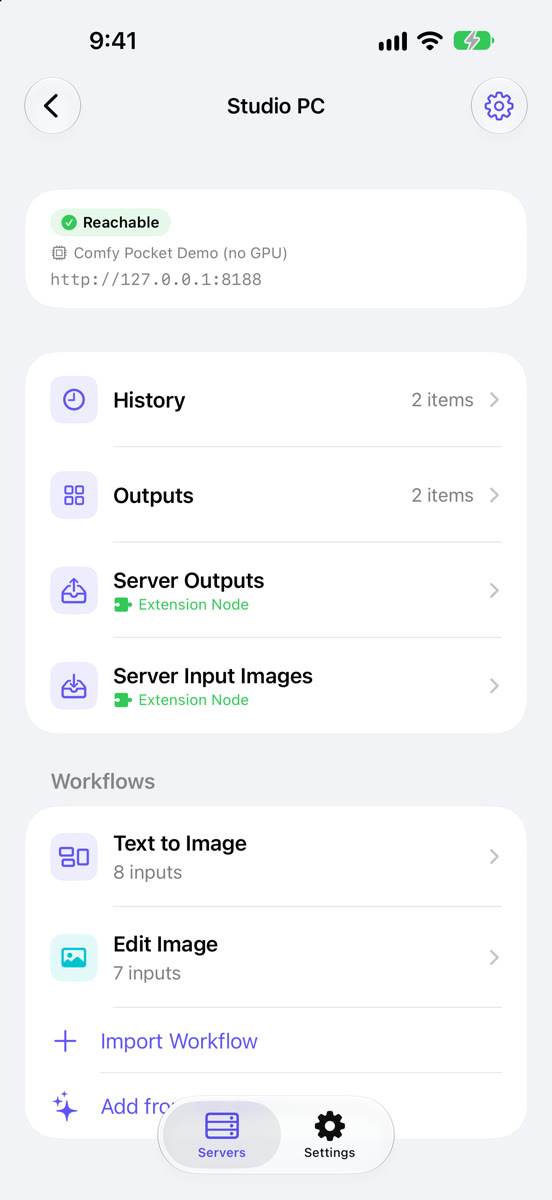 9:41
Studio PC
Reachable
Comfy Pocket Demo (no GPU)
http://127.0.0.1:8188
History
2 items
Outputs
2 items
Server Outputs
Extension Node
Server Input Images
Extension Node
Workflows
Text to Image
8 inputs
Edit Image
7 inputs
Import Workflow
Add
Servers
Settings